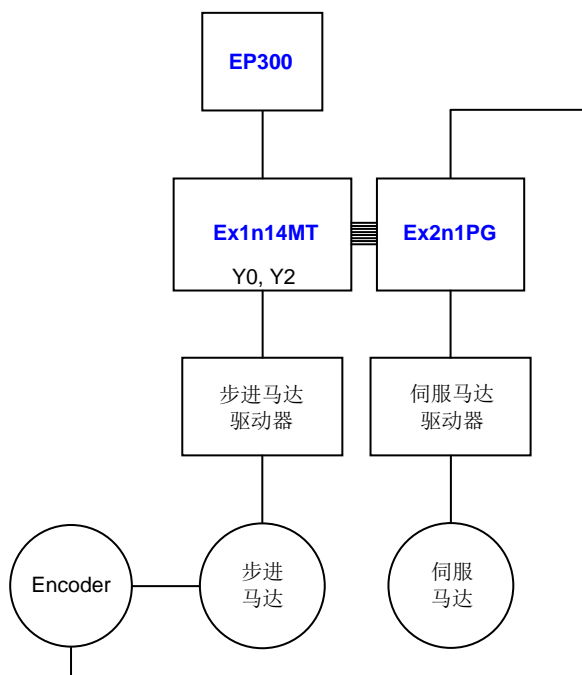 EP300
Ex1n14MT
Y0, Y2
Ex2n1PG
步进马达
驱动器
伺服马达
驱动器
Encoder
步进
马达
伺服
马达